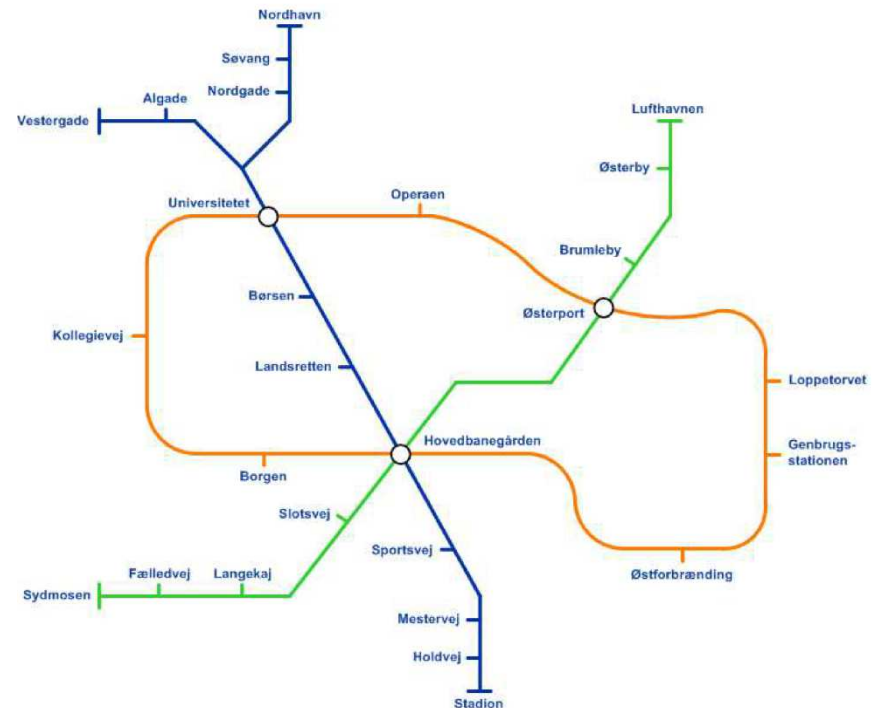 Nordhavn
Søvang
Nordgade
Algade
Vestergade
Lufthavnen
Østerby
Operaen
Universitetet
Brumleby
Børsen
Østerport
Kollegievej
Landsretten
Loppetorvet
Hovedbanegården
Genbrugs-
stationen
Borgen
Slotsvej
Sportsvej
Fælledvej
Langekaj
Østforbrænding
Sydmosen
Mestervej
Holdvej
Stadion